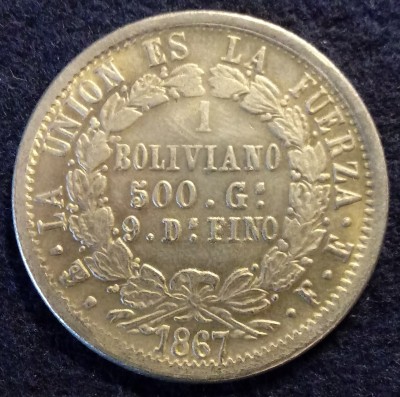 LA UNION ES LA FUERZA
1
BOLIVIANO
500.G:
9.D: FINO
F.E.
1867